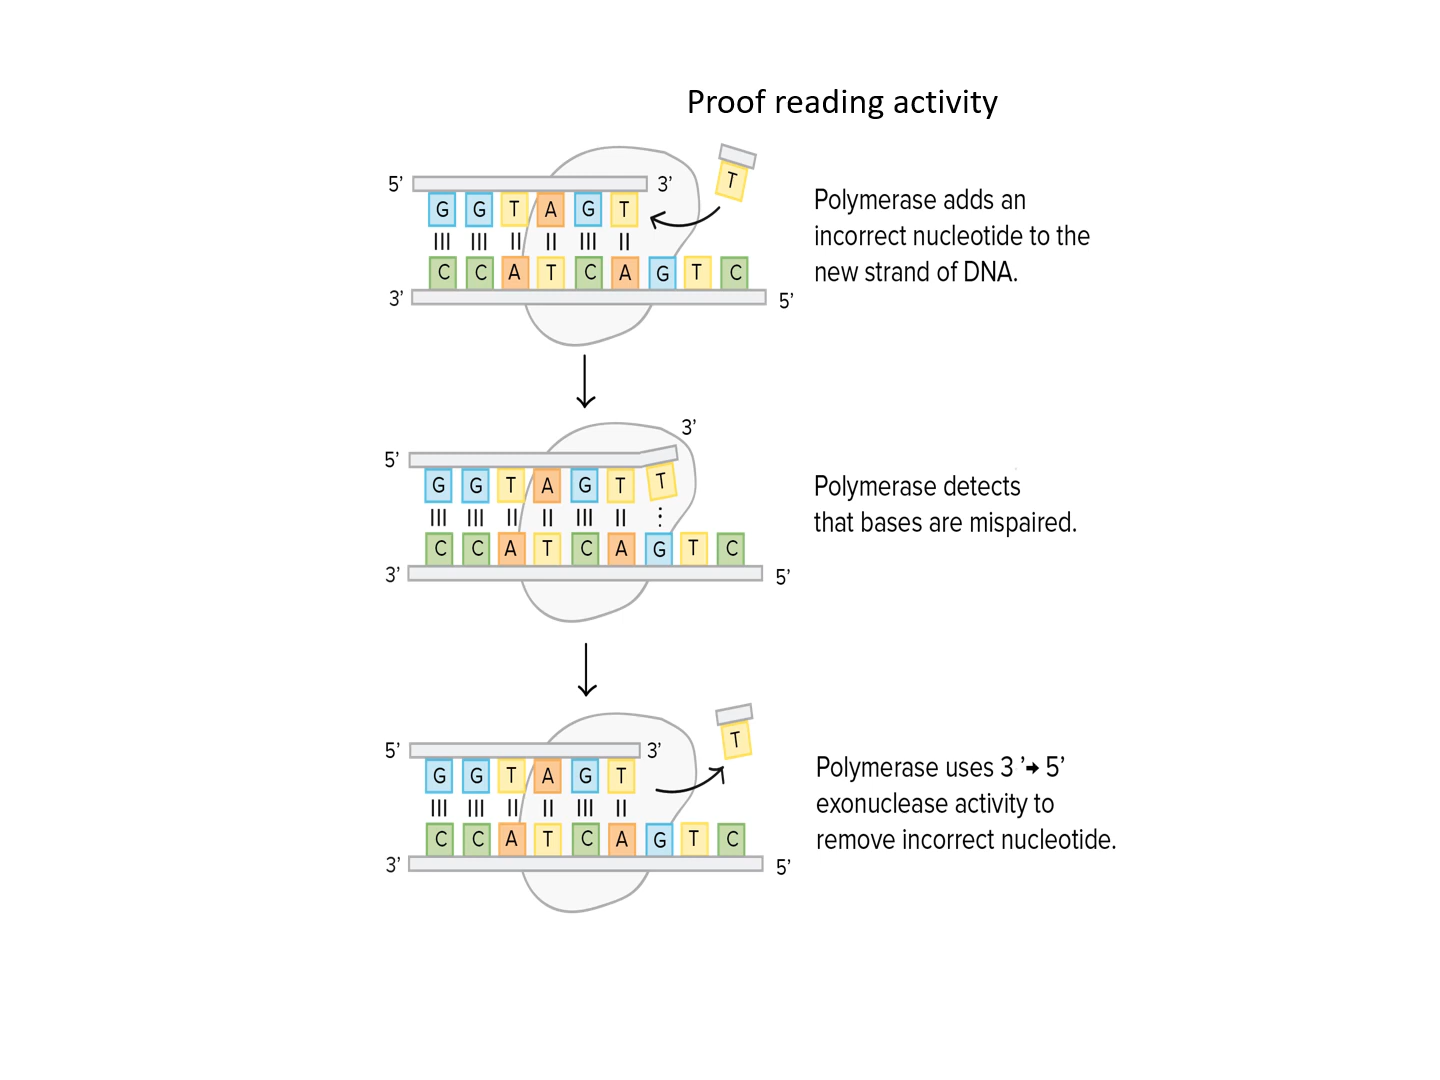 Proof reading activity
T
5’ 3’
G G T A G T
C C A T C A G T C
3’ 5’
Polymerase adds an
incorrect nucleotide to the
new strand of DNA.
3’
5’
G G T A G T T
C C A T C A G T C
3’ 5’
Polymerase detects
that bases are mispaired.
T
5’ 3’
G G T A G T
C C A T C A G T C
3’ 5’
Polymerase uses 3 ’→ 5’
exonuclease activity to
remove incorrect nucleotide.